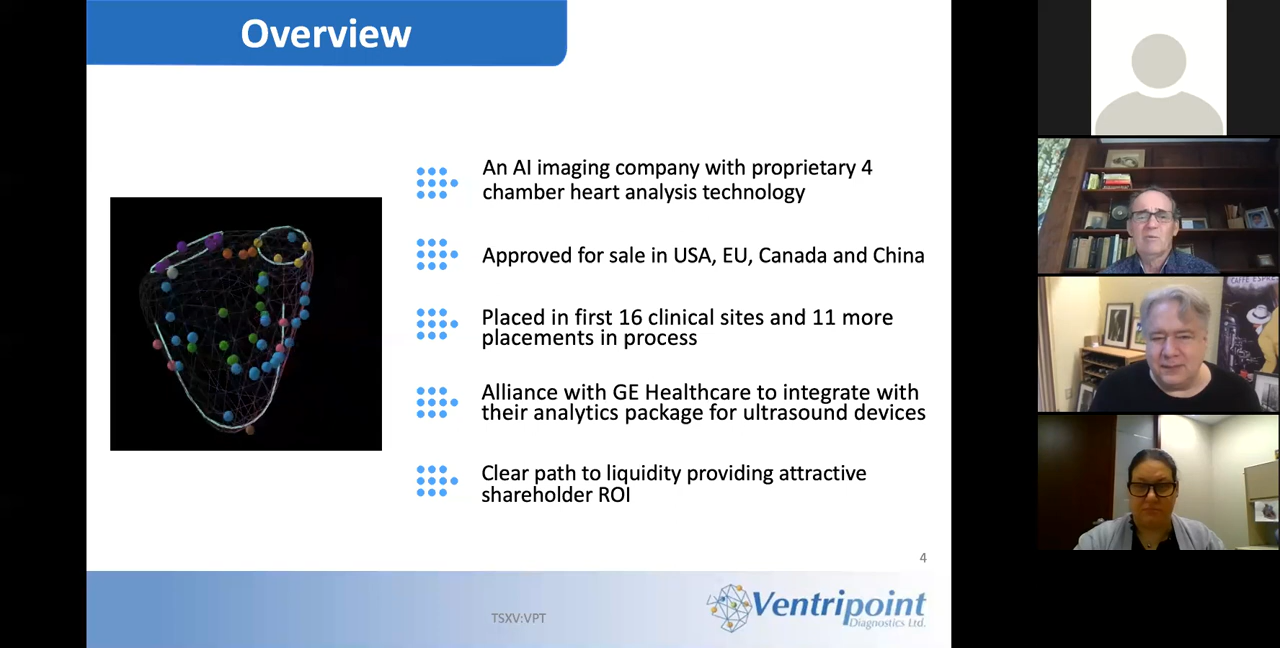 Overview
An AI imaging company with proprietary 4
chamber heart analysis technology
Approved for sale in USA, EU, Canada and China
Placed in first 16 clinical sites and 11 more
placements in process
Alliance with GE Healthcare to integrate with
their analytics package for ultrasound devices
Clear path to liquidity providing attractive
shareholder ROI
4
TSXV:VPT
Ventripoint
Diagnostics Ltd.
CAFFÈ ESPRE